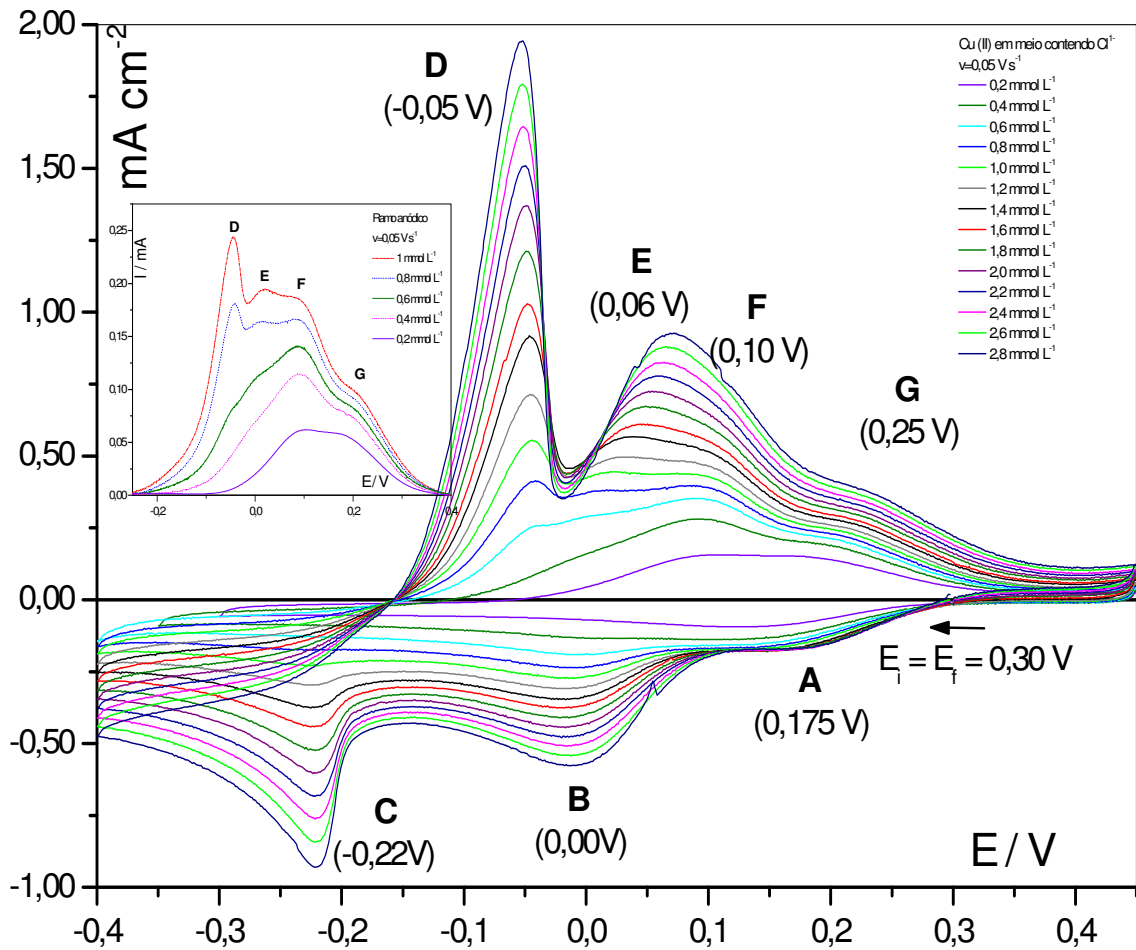 2,00
1,50
1,00
0,50
0,00
-0,50
-1,00
mA cm⁻²
D
(-0,05 V)
E
(0,06 V)
F
(0,10 V)
G
(0,25 V)
A
(0,175 V)
B
(0,00V)
C
(-0,22V)
E_i = E_f = 0,30 V
E / V
-0,4 -0,3 -0,2 -0,1 0,0 0,1 0,2 0,3 0,4
Cu (II) em meio contendo Cl¹⁻
v=0,05 V s⁻¹
0,2 mmol L⁻¹
0,4 mmol L⁻¹
0,6 mmol L⁻¹
0,8 mmol L⁻¹
1,0 mmol L⁻¹
1,2 mmol L⁻¹
1,4 mmol L⁻¹
1,6 mmol L⁻¹
1,8 mmol L⁻¹
2,0 mmol L⁻¹
2,2 mmol L⁻¹
2,4 mmol L⁻¹
2,6 mmol L⁻¹
2,8 mmol L⁻¹
I / mA
0,25
0,20
0,15
0,10
0,05
0,00
D
E
F
G
Ramo anódico
v=0,05 V s⁻¹
1 mmol L⁻¹
0,8 mmol L⁻¹
0,6 mmol L⁻¹
0,4 mmol L⁻¹
0,2 mmol L⁻¹
E / V
-0,2 0,0 0,2 0,4